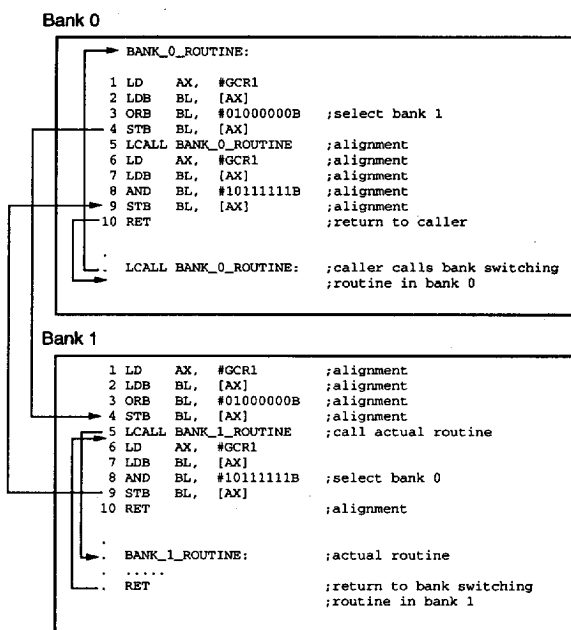 Bank 0
BANK_0_ROUTINE:
1 LD AX, #GCR1
2 LDB BL, [AX]
3 ORB BL, #01000000B ;select bank 1
4 STB BL, [AX]
5 LCALL BANK_0_ROUTINE ;alignment
6 LD AX, #GCR1 ;alignment
7 LDB BL, [AX] ;alignment
8 AND BL, #10111111B ;alignment
9 STB BL, [AX] ;alignment
10 RET ;return to caller
.
. LCALL BANK_0_ROUTINE: ;caller calls bank switching
;routine in bank 0
Bank 1
1 LD AX, #GCR1 ;alignment
2 LDB BL, [AX] ;alignment
3 ORB BL, #01000000B ;alignment
4 STB BL, [AX] ;alignment
5 LCALL BANK_1_ROUTINE ;call actual routine
6 LD AX, #GCR1
7 LDB BL, [AX]
8 AND BL, #10111111B ;select bank 0
9 STB BL, [AX]
10 RET ;alignment
.
. BANK_1_ROUTINE: ;actual routine
. .....
. RET ;return to bank switching
;routine in bank 1